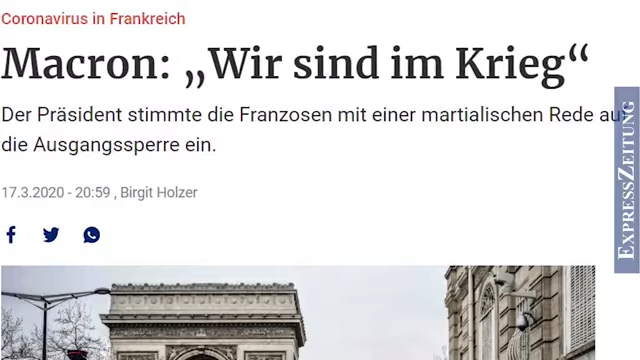 Coronavirus in Frankreich
Macron: „Wir sind im Krieg“
Der Präsident stimmte die Franzosen mit einer martialischen Rede auf
die Ausgangssperre ein.
17.3.2020 - 20:59 , Birgit Holzer
EXPRESSZEITUNG